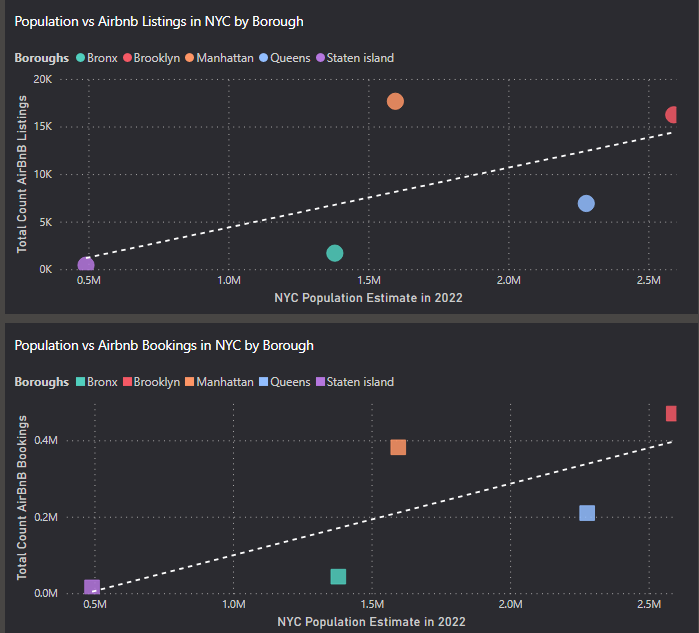 Population vs Airbnb Listings in NYC by Borough
Boroughs Bronx Brooklyn Manhattan Queens Staten island
20K
15K
10K
5K
0K
Total Count AirBnB Listings
0.5M 1.0M 1.5M 2.0M 2.5M
NYC Population Estimate in 2022
Population vs Airbnb Bookings in NYC by Borough
Boroughs Bronx Brooklyn Manhattan Queens Staten island
0.4M
0.2M
0.0M
Total Count AirBnB Bookings
0.5M 1.0M 1.5M 2.0M 2.5M
NYC Population Estimate in 2022